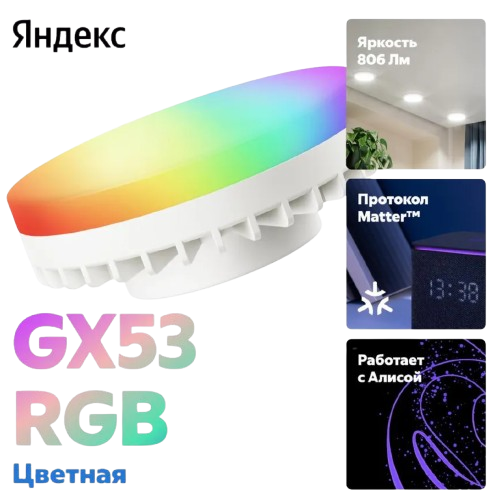 Яндекс
Яркость
806 Лм
Протокол
Matter™
13:38
GX53
RGB
Цветная
Работает
с Алисой